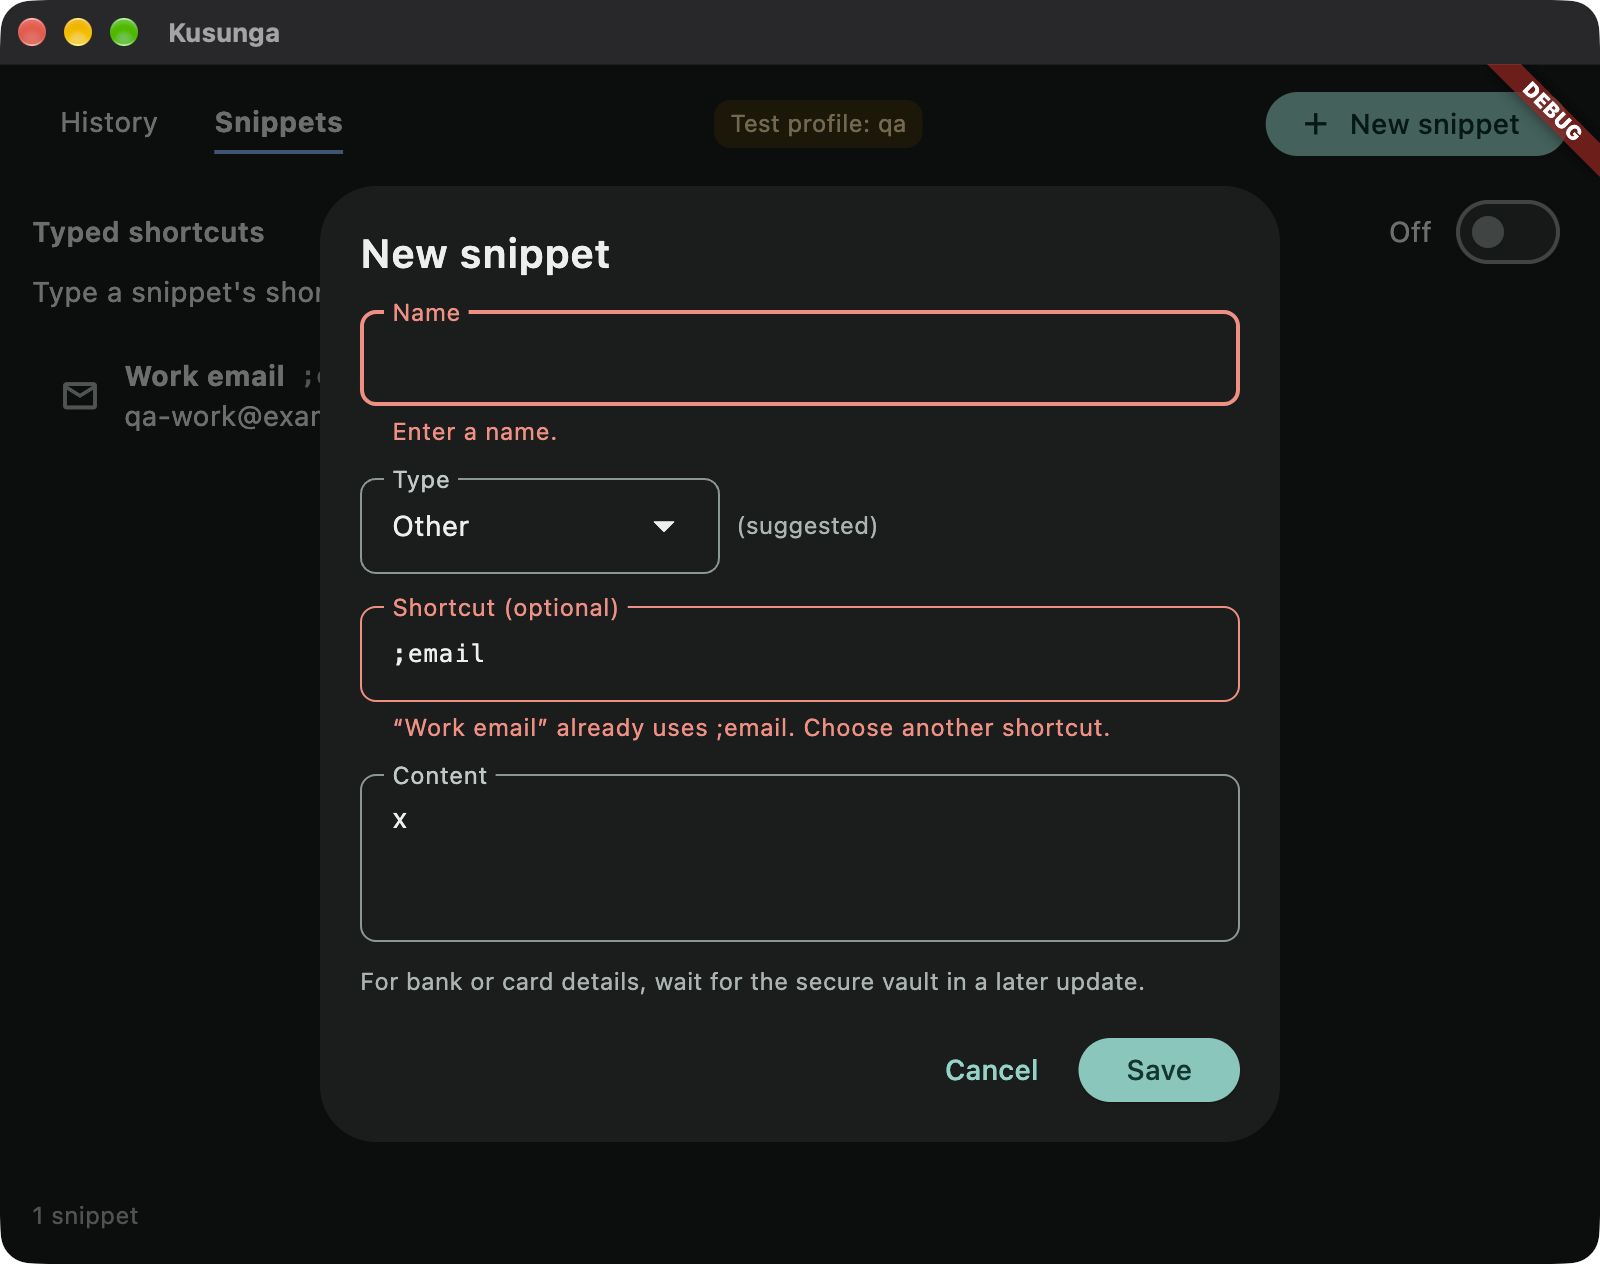 Kusunga
History
Snippets
Test profile: qa
+ New snippet
DEBUG
Typed shortcuts
Off
Type a snippet's
Work email
qa-work@
New snippet
Name
Enter a name.
Type
Other
(suggested)
Shortcut (optional)
;email
“Work email” already uses ;email. Choose another shortcut.
Content
x
For bank or card details, wait for the secure vault in a later update.
Cancel
Save
1 snippet